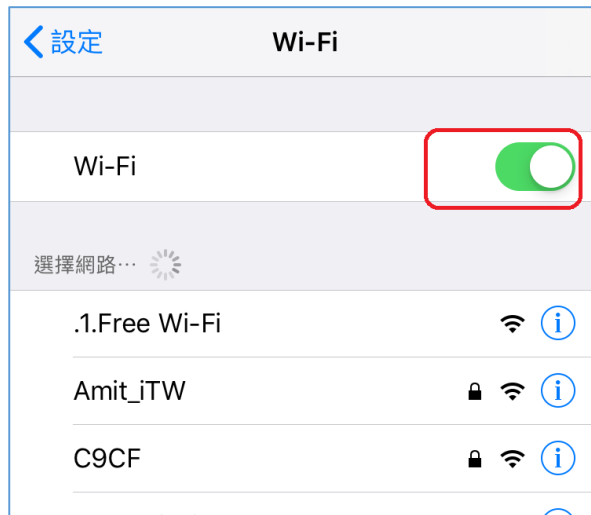 設定 Wi-Fi
Wi-Fi
選擇網路…
.1.Free Wi-Fi
Amit_iTW
C9CF